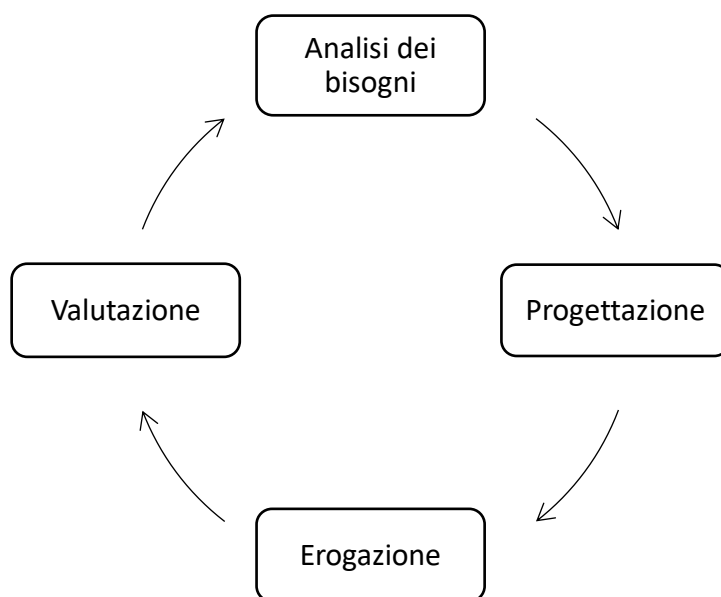 Analisi dei
bisogni
Valutazione
Progettazione
Erogazione